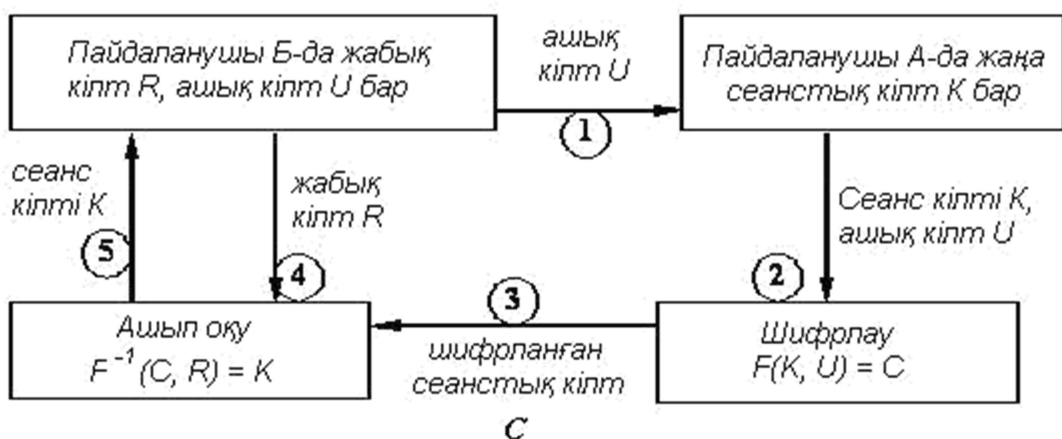 Пайдаланушы Б-да жабық
кілт R, ашық кілт U бар
ашық
кілт U
1
Пайдаланушы А-да жаңа
сеанстық кілт К бар
Сеанс кілті К,
ашық кілт U
2
Шифрлау
F(K, U) = C
3
шифрланған
сеанстық кілт
C
жабық
кілт R
4
Ашып оқу
F⁻¹ (C, R) = K
сеанс
кілті К
5